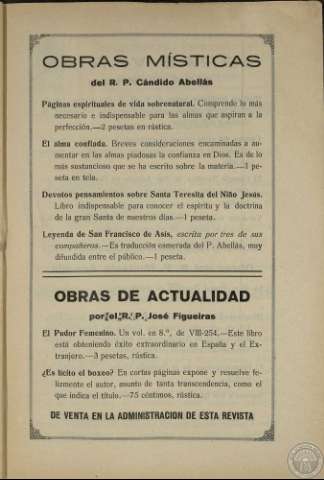 OBRAS MÍSTICAS
del R. P. Cándido Abellás
Páginas espirituales de vida sobrenatural. Comprende lo más
necesario e indispensable para las almas que aspiran a la
perfección.—2 pesetas en rústica.
El alma confiada. Breves consideraciones encaminadas a au-
mentar en las almas piadosas la confianza en Dios. Es de lo
más sustancioso que se ha escrito sobre la materia.—1 pe-
seta en tela.
Devotos pensamientos sobre Santa Teresita del Niño Jesús.
Libro indispensable para conocer el espíritu y la doctrina
de la gran Santa de nuestros días.—1 peseta.
Leyenda de San Francisco de Asís, escrita por tres de sus
compañeros.—Es traducción esmerada del P. Abellás, muy
difundida entre el público.—1 peseta.
OBRAS DE ACTUALIDAD
por el R. P. José Figueiras
El Pudor Femenino. Un vol. en 8.º, de VIII-254.—Este libro
está obteniendo éxito extraordinario en España y el Ex-
tranjero.—3 pesetas, rústica.
¿Es lícito el boxeo? En cortas páginas expone y resuelve fe-
lizmente el autor, asunto de tanta transcendencia, como el
que indica el título.—75 céntimos, rústica.
DE VENTA EN LA ADMINISTRACION DE ESTA REVISTA